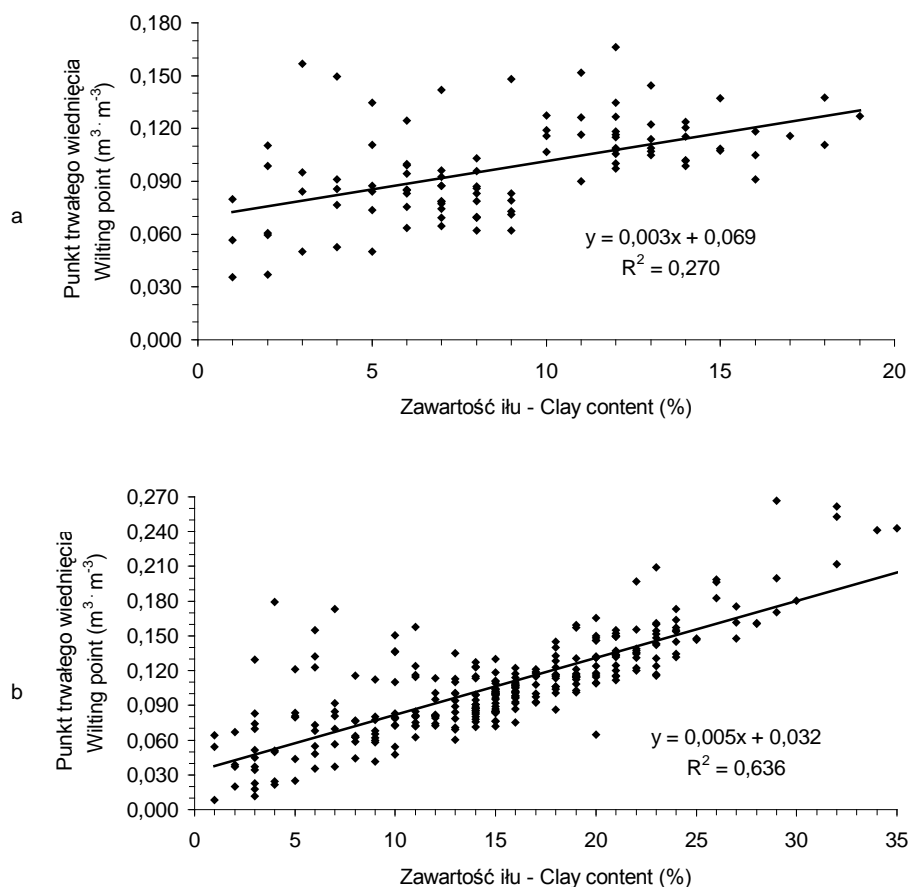 0,180
0,150
0,120
0,090
0,060
0,030
0,000
Punkt trwałego wiednięcia
Wilting point (m³· m⁻³)
a
y = 0,003x + 0,069
R² = 0,270
0 5 10 15 20
Zawartość iłu - Clay content (%)
0,270
0,240
0,210
0,180
0,150
0,120
0,090
0,060
0,030
0,000
Punkt trwałego wiednięcia
Wilting point (m³· m⁻³)
b
y = 0,005x + 0,032
R² = 0,636
0 5 10 15 20 25 30 35
Zawartość iłu - Clay content (%)